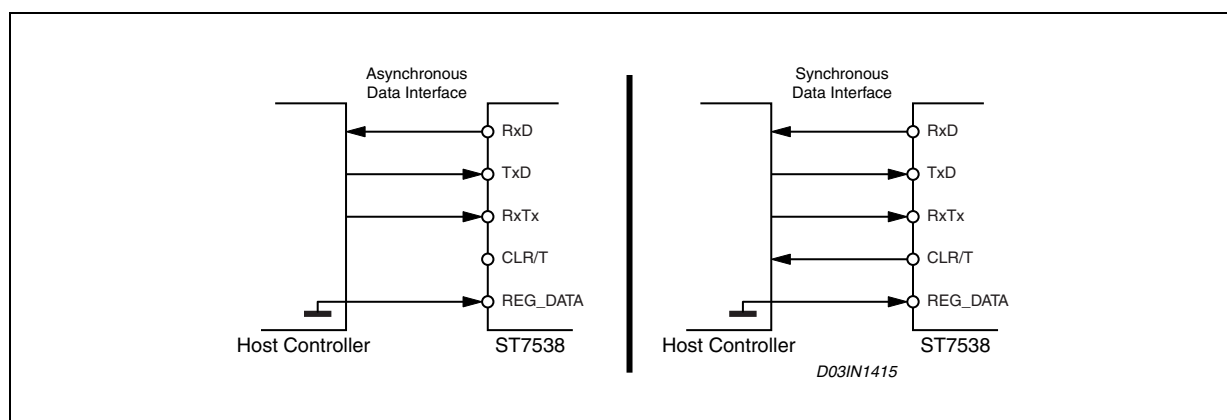 Asynchronous
Data Interface
RxD
TxD
RxTx
CLR/T
REG_DATA
Host Controller
ST7538
Synchronous
Data Interface
RxD
TxD
RxTx
CLR/T
REG_DATA
Host Controller
ST7538
D03IN1415